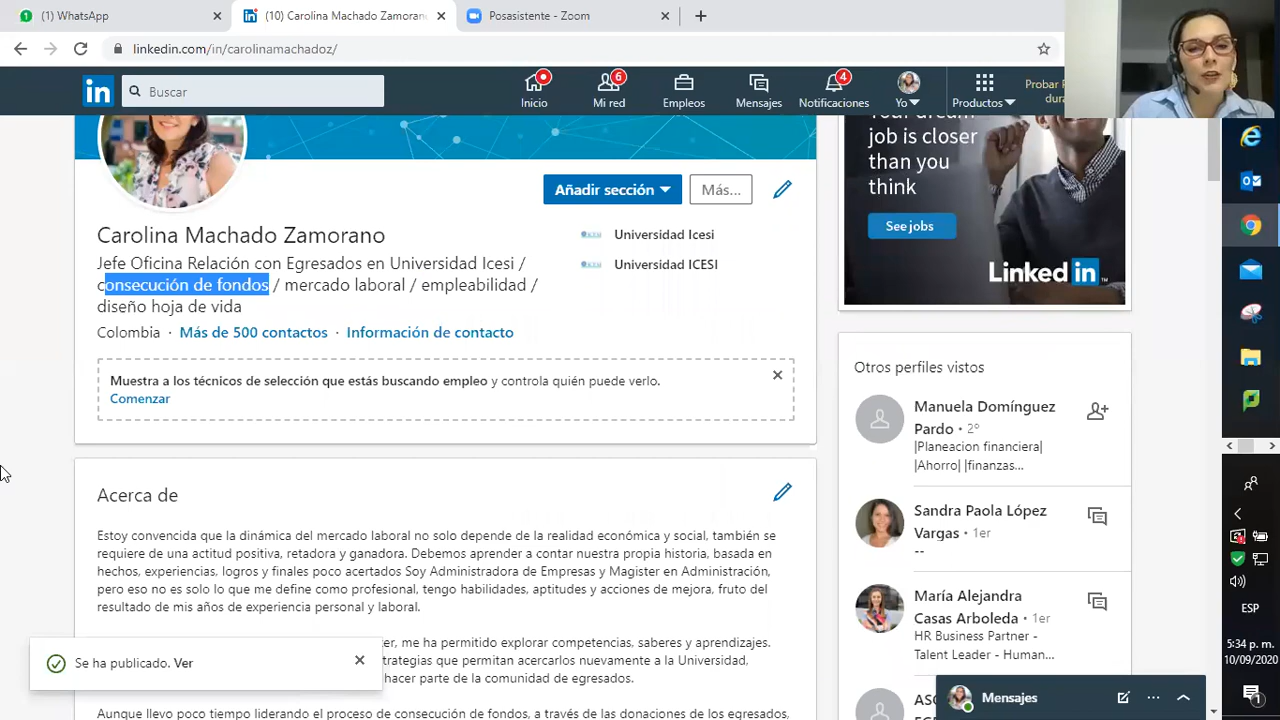 (1) WhatsApp
(10) Carolina Machado Zamorano
Posasistente - Zoom
linkedin.com/in/carolinamachadoz/
in
Buscar
Inicio
6
Mi red
Empleos
Mensajes
4
Notificaciones
Yo
Productos
Probar
job is closer
than you
think
See jobs
Linked in
Añadir sección
Más...
Carolina Machado Zamorano
Jefe Oficina Relación con Egresados en Universidad Icesi /
consecución de fondos / mercado laboral / empleabilidad /
diseño hoja de vida
Universidad Icesi
Universidad ICESI
Colombia · Más de 500 contactos · Información de contacto
Muestra a los técnicos de selección que estás buscando empleo y controla quién puede verlo.
Comenzar
Otros perfiles vistos
Manuela Domínguez
Pardo • 2º
|Planeacion financiera|
|Ahorro| |finanzas...
Sandra Paola López
Vargas • 1er
--
María Alejandra
Casas Arboleda • 1er
HR Business Partner -
Talent Leader - Human...
Acerca de
Estoy convencida que la dinámica del mercado laboral no solo depende de la realidad económica y social, también se
requiere de una actitud positiva, retadora y ganadora. Debemos aprender a contar nuestra propia historia, basada en
hechos, experiencias, logros y finales poco acertados Soy Administradora de Empresas y Magister en Administración,
pero eso no es solo lo que me define como profesional, tengo habilidades, aptitudes y acciones de mejora, fruto del
resultado de mis años de experiencia personal y laboral.
me ha permitido explorar competencias, saberes y aprendizajes.
que permitan acercarlos nuevamente a la Universidad,
hacer parte de la comunidad de egresados.
Aunque llevo poco tiempo liderando el proceso de consecución de fondos, a través de las donaciones de los egresados,
Se ha publicado. Ver
Mensajes
ESP
5:34 p. m.
10/09/2020
1